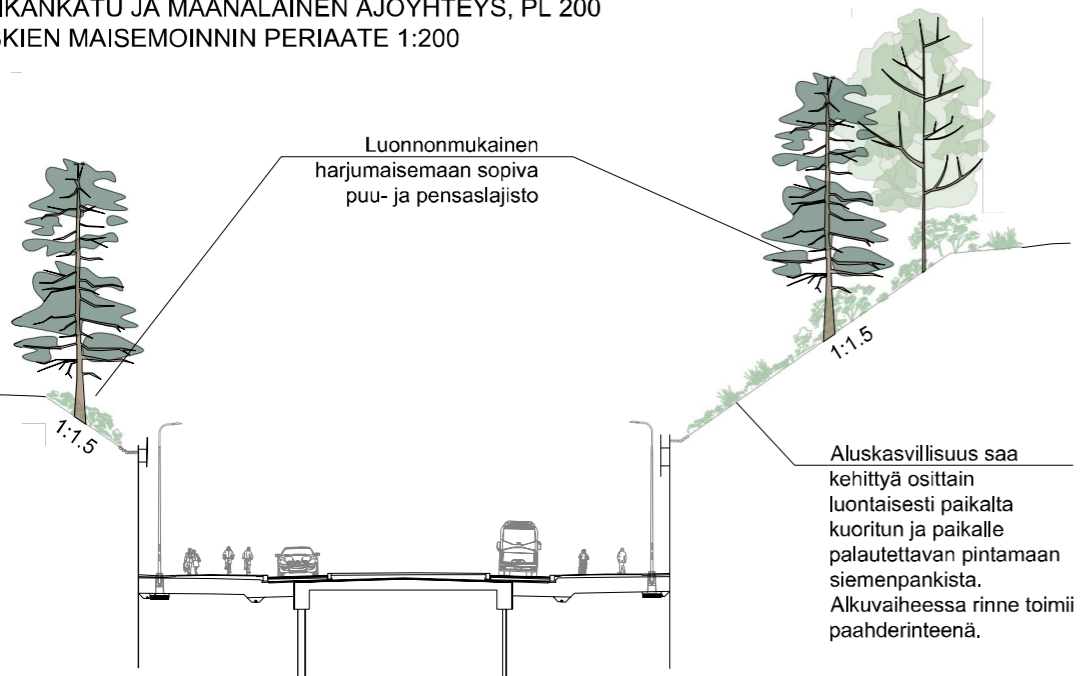 IKANKATU JA MAANALAINEN AJOYHTEYS, PL 200
SKIEN MAISEMOINNIN PERIAATE 1:200
Luonnonmukainen
harjumaisemaan sopiva
puu- ja pensaslajisto
1:1.5
1:1.5
Aluskasvillisuus saa
kehittyä osittain
luontaisesti paikalta
kuoritun ja paikalle
palautettavan pintamaan
siemenpankista.
Alkuvaiheessa rinne toimii
paahderinteenä.